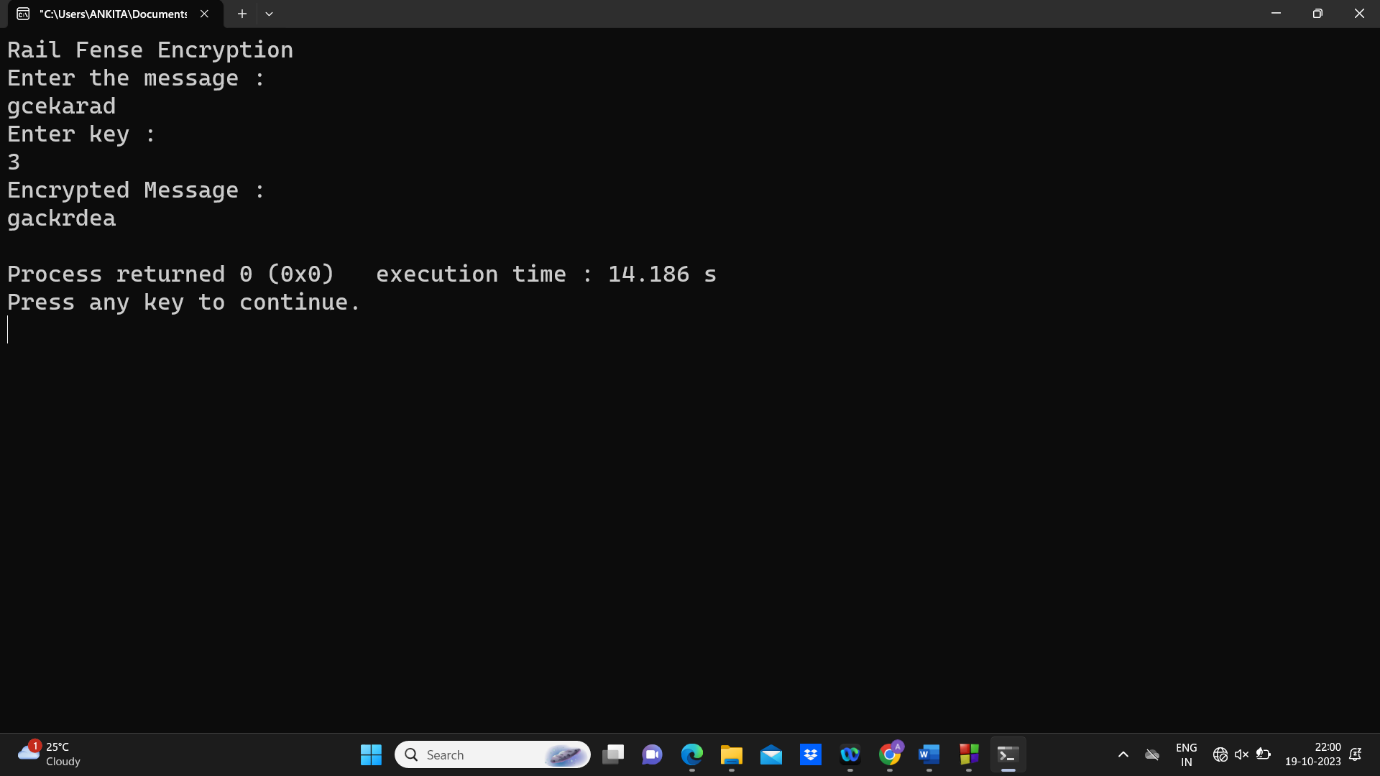 "C:\Users\ANKITA\Documents
Rail Fense Encryption
Enter the message :
gcekarad
Enter key :
3
Encrypted Message :
gackrdea
Process returned 0 (0x0)   execution time : 14.186 s
Press any key to continue.
1
25°C
Cloudy
Search
A
W
ENG
IN
22:00
19-10-2023